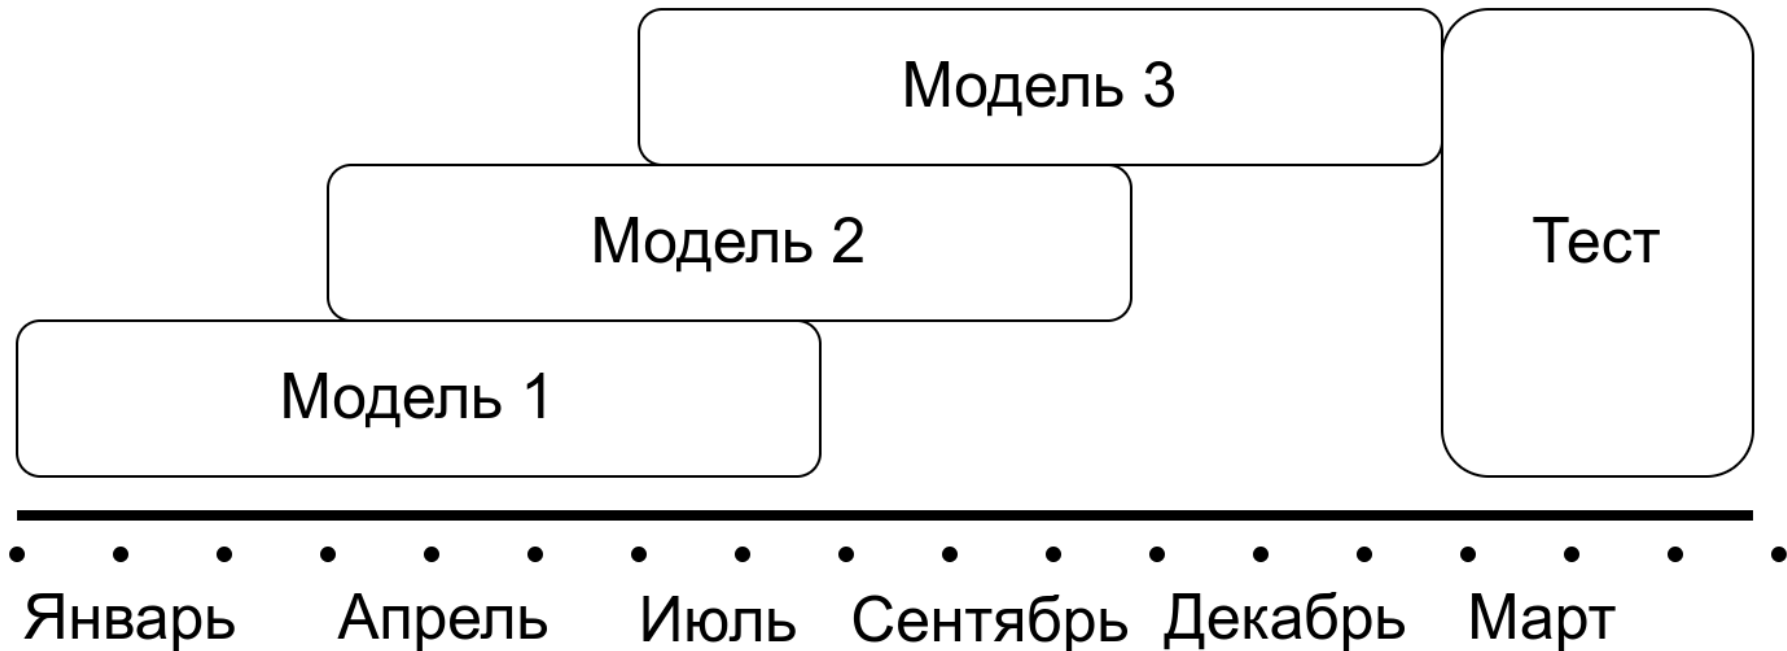 Модель 3
Модель 2
Тест
Модель 1
Январь Апрель Июль Сентябрь Декабрь Март